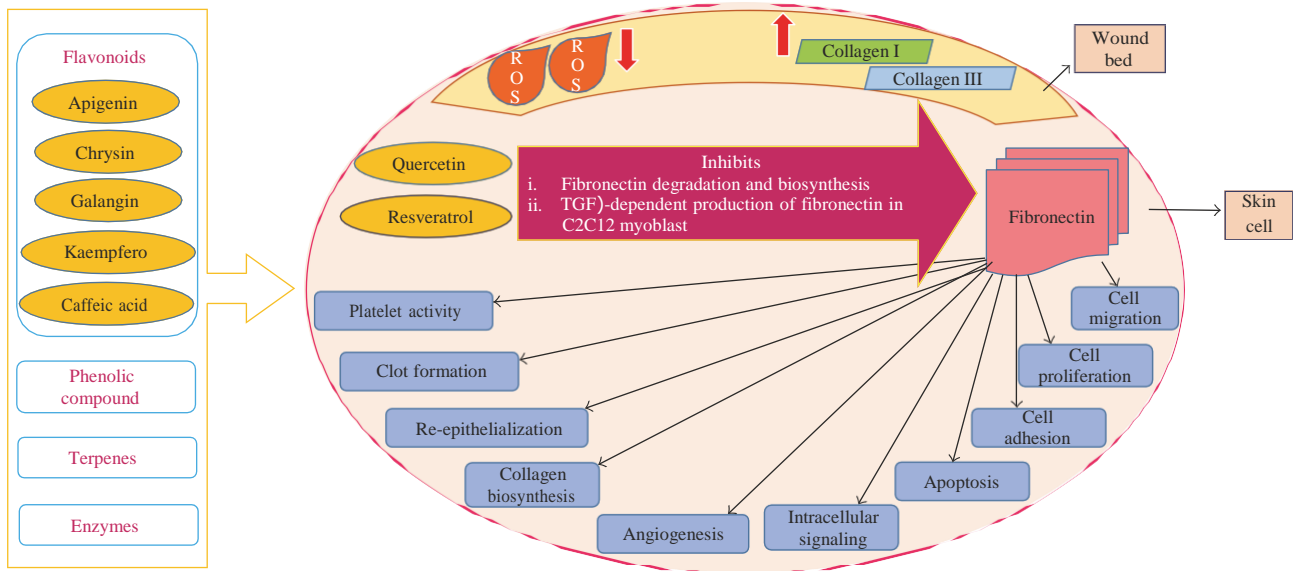 Flavonoids
Apigenin
Chrysin
Galangin
Kaempfero
Caffeic acid
Phenolic
compound
Terpenes
Enzymes
ROS
ROS
Collagen I
Collagen III
Wound
bed
Quercetin
Resveratrol
Inhibits
i. Fibronectin degradation and biosynthesis
ii. TGF)-dependent production of fibronectin in
C2C12 myoblast
Fibronectin
Skin
cell
Platelet activity
Clot formation
Re-epithelialization
Collagen
biosynthesis
Angiogenesis
Intracellular
signaling
Apoptosis
Cell
adhesion
Cell
proliferation
Cell
migration